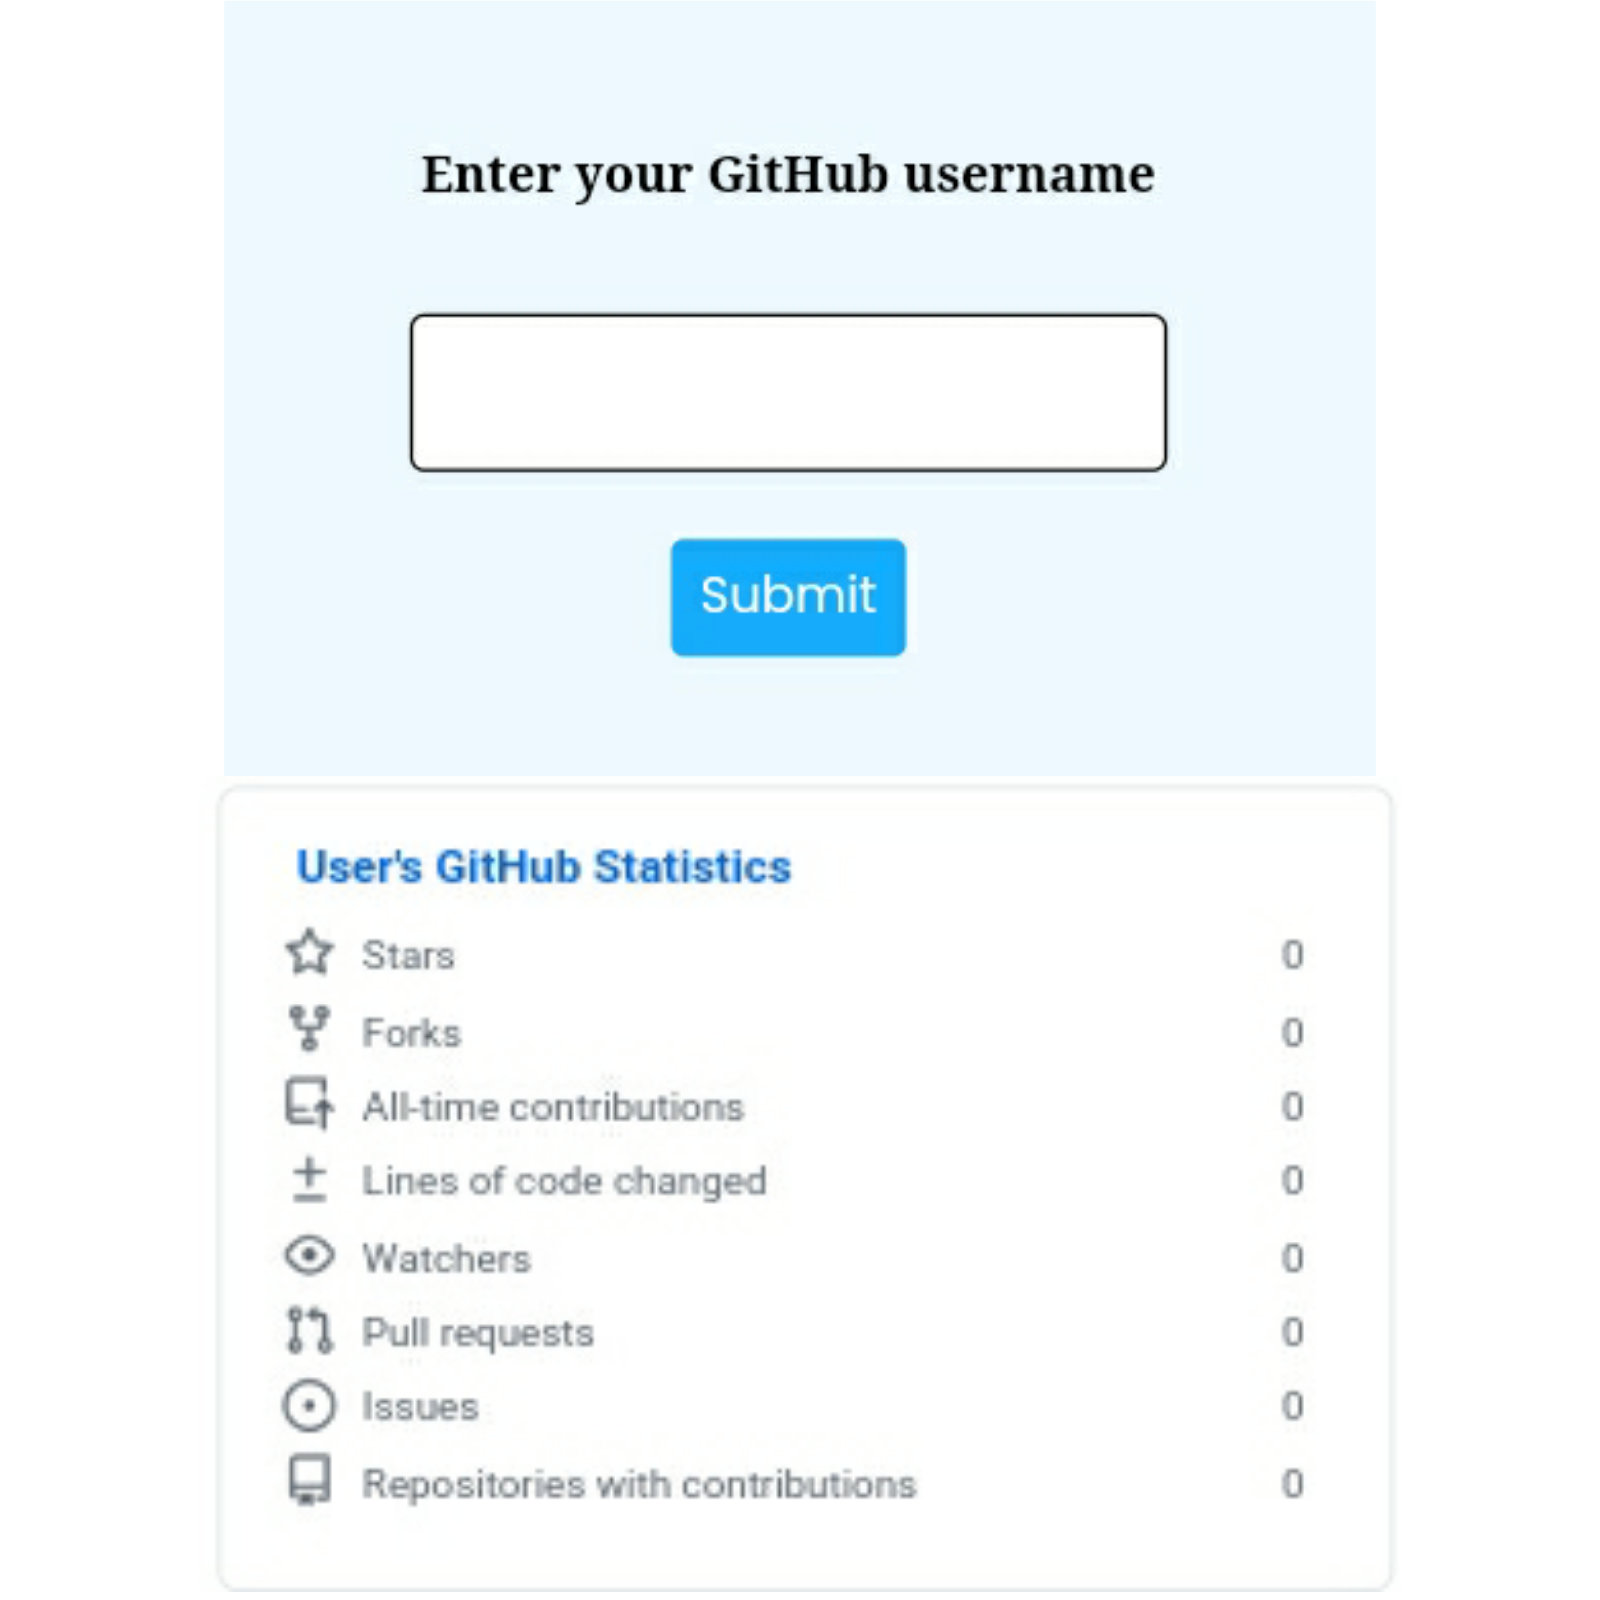 Enter your GitHub username
Submit
User's GitHub Statistics
Stars 0
Forks 0
All-time contributions 0
Lines of code changed 0
Watchers 0
Pull requests 0
Issues 0
Repositories with contributions 0